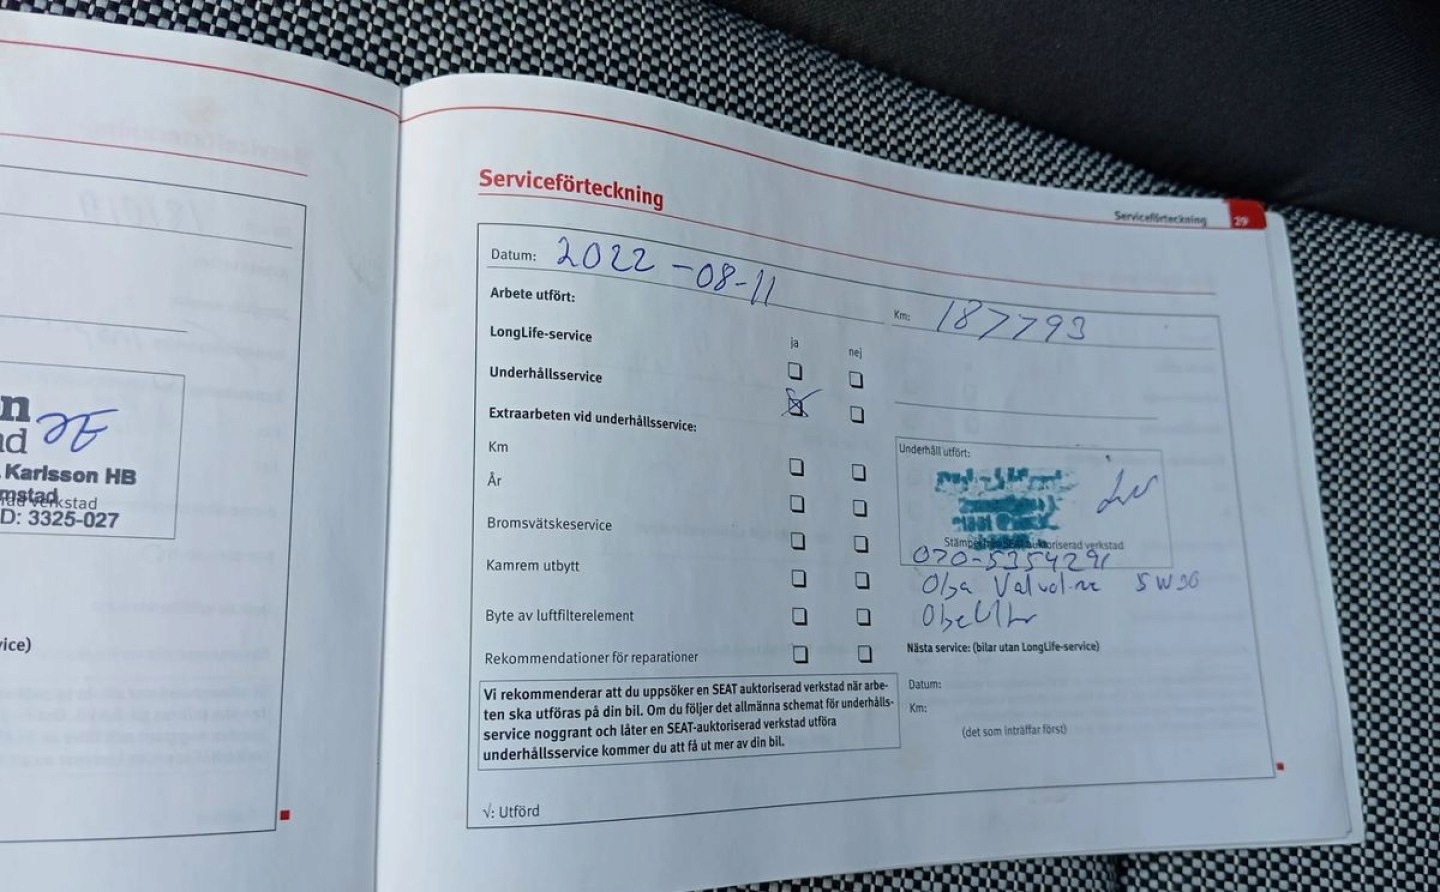 n
ad
. Karlsson HB
mstad
rad verkstad
D: 3325-027
vice)
Serviceförteckning
Serviceförteckning 29
Datum: 2022-08-11
Km: 187793
Arbete utfört:
ja nej
LongLife-service
Underhållsservice
Extraarbeten vid underhållsservice:
Km
År
Bromsvätskeservice
Kamrem utbytt
Byte av luftfilterelement
Rekommendationer för reparationer
Vi rekommenderar att du uppsöker en SEAT auktoriserad verkstad när arbe-
ten ska utföras på din bil. Om du följer det allmänna schemat för underhålls-
service noggrant och låter en SEAT-auktoriserad verkstad utföra
underhållsservice kommer du att få ut mer av din bil.
√: Utförd
Underhåll utfört:
Stämpel SEAT auktoriserad verkstad
070-5354291
Olja Valvoline 5W30
Nästa service: (bilar utan LongLife-service)
Datum:
Km:
(det som inträffar först)